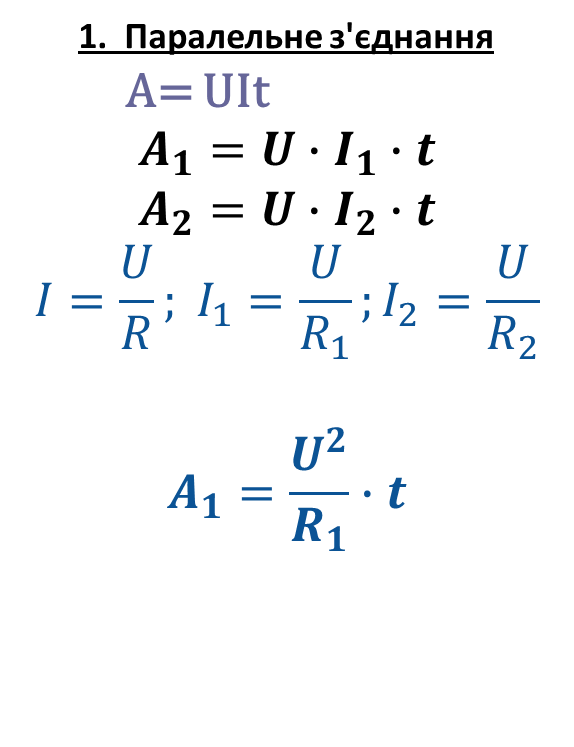 1. Паралельне з'єднання
A= UIt
A₁ = U · I₁ · t
A₂ = U · I₂ · t
I = U/R ; I₁ = U/R₁ ; I₂ = U/R₂
A₁ = U²/R₁ · t